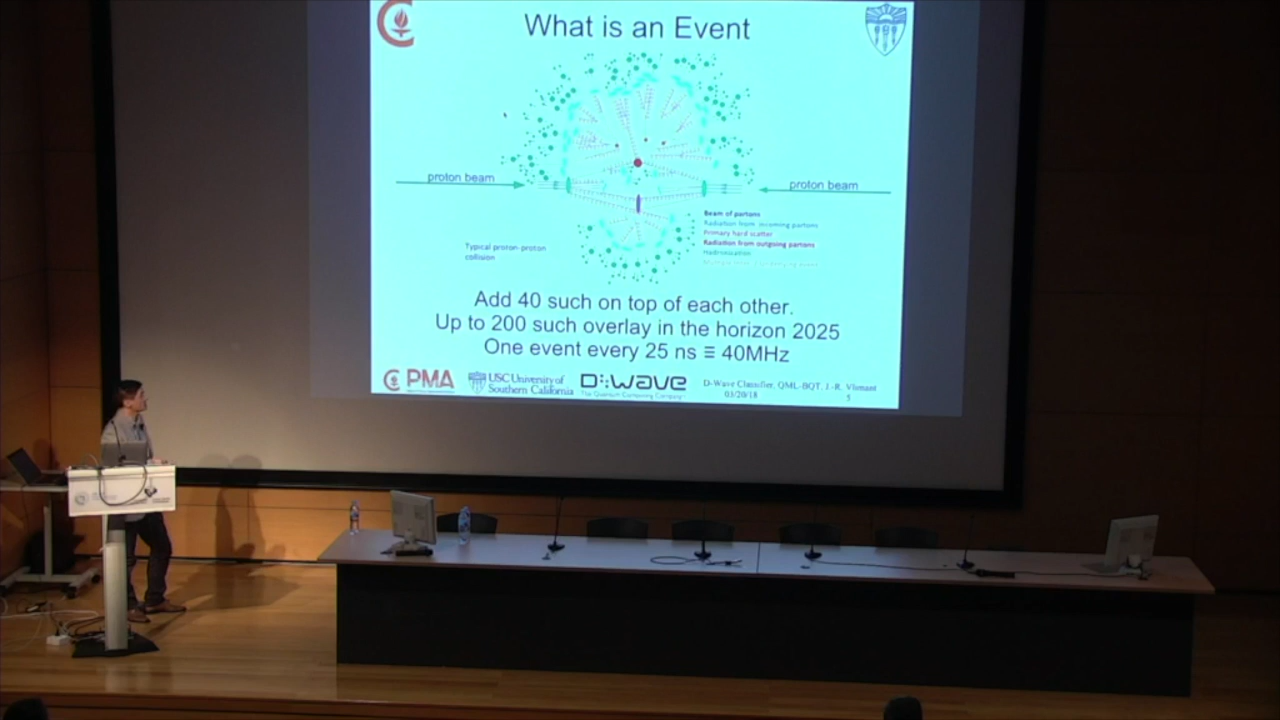 What is an Event
proton beam
proton beam
Beam of partons
Radiation from incoming partons
Primary hard scatter
Radiation from outgoing partons
Hadronisation
Typical proton-proton
collision
Add 40 such on top of each other.
Up to 200 such overlay in the horizon 2025
One event every 25 ns ≡ 40MHz
PMA
USC University of
Southern California
D:Wave
The Quantum Computing Company
D-Wave Classifier, QML-BQT, J.-R. Vlimant
03/20/18
5